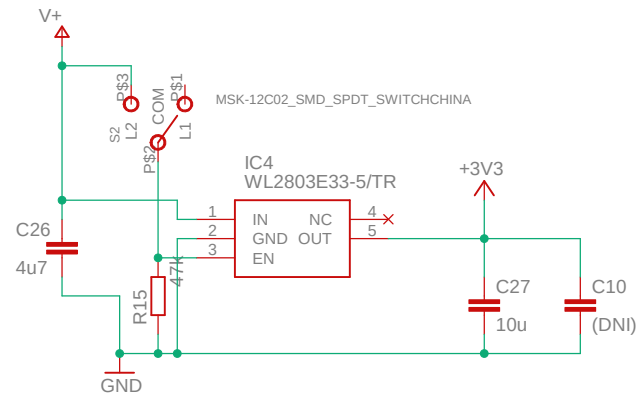 V+
P$3
COM
P$1
MSK-12C02_SMD_SPDT_SWITCHCHINA
S2
L2
L1
P$2
IC4
WL2803E33-5/TR
+3V3
1
IN
NC
4
2
GND
OUT
5
3
EN
C26
4u7
47k
R15
C27
10u
C10
(DNI)
GND